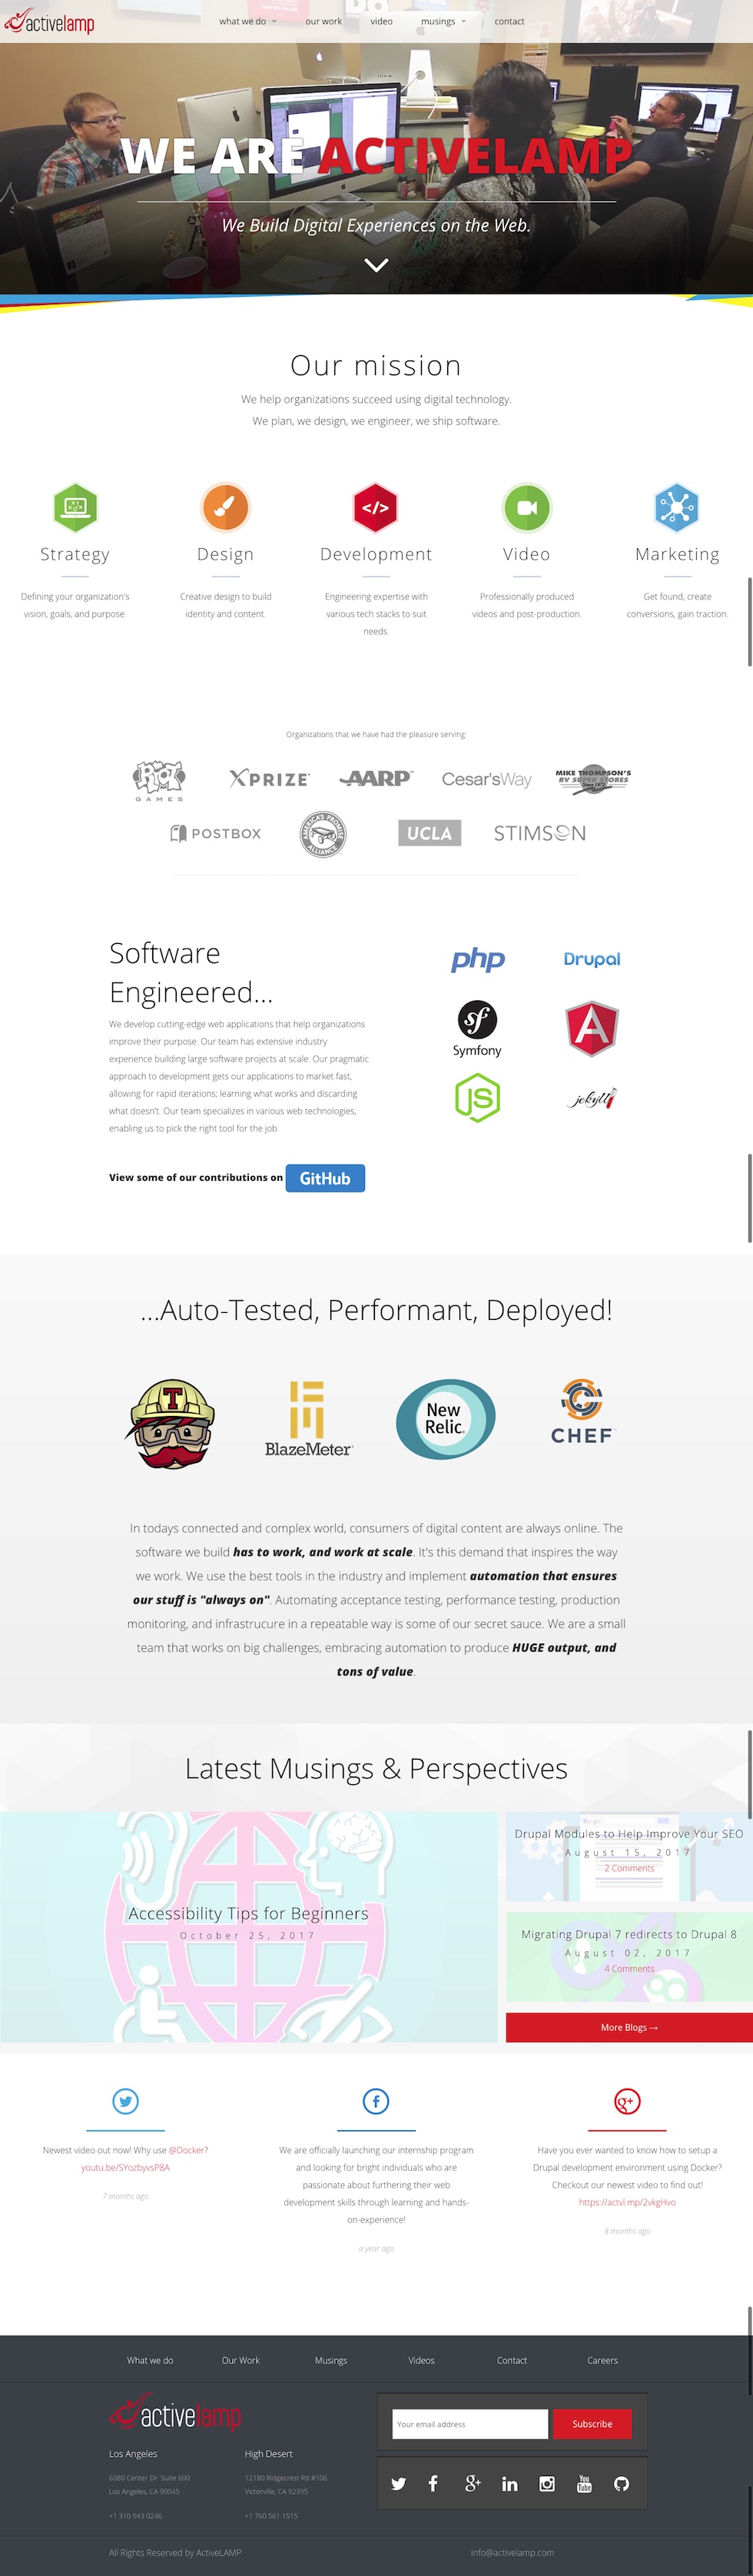 activelamp
what we do
our work
video
musings
contact
WE ARE ACTIVELAMP
We Build Digital Experiences on the Web.
Our mission
We help organizations succeed using digital technology.
We plan, we design, we engineer, we ship software.
</>
Strategy
Defining your organization's
vision, goals, and purpose.
Design
Creative design to build
identity and content.
Development
Engineering expertise with
various tech stacks to suit
needs.
Video
Professionally produced
videos and post-production.
Marketing
Get found, create
conversions, gain traction.
Organizations that we have had the pleasure serving:
RIOT
GAMES
XPRIZE
AARP
Cesar'sWay
MIKE THOMPSON'S
RV SUPER STORES
Since 1972
POSTBOX
AMERICA'S PROMISE
ALLIANCE
UCLA
STIMSON
Software
Engineered...
We develop cutting-edge web applications that help organizations
improve their purpose. Our team has extensive industry
experience building large software projects at scale. Our pragmatic
approach to development gets our applications to market fast,
allowing for rapid iterations; learning what works and discarding
what doesn't. Our team specializes in various web technologies,
enabling us to pick the right tool for the job.
View some of our contributions on GitHub
php
Drupal
sf
Symfony
A
JS
jekyll
...Auto-Tested, Performant, Deployed!
T
BlazeMeter
New
Relic.
CHEF
In todays connected and complex world, consumers of digital content are always online. The
software we build has to work, and work at scale. It's this demand that inspires the way
we work. We use the best tools in the industry and implement automation that ensures
our stuff is "always on". Automating acceptance testing, performance testing, production
monitoring, and infrastrucure in a repeatable way is some of our secret sauce. We are a small
team that works on big challenges, embracing automation to produce HUGE output, and
tons of value.
Latest Musings & Perspectives
Accessibility Tips for Beginners
October 25, 2017
Drupal Modules to Help Improve Your SEO
August 15, 2017
2 Comments
Migrating Drupal 7 redirects to Drupal 8
August 02, 2017
4 Comments
More Blogs →
Newest video out now! Why use @Docker?
youtu.be/SYozbyvsP8A
7 months ago
We are officially launching our internship program
and looking for bright individuals who are
passionate about furthering their web
development skills through learning and hands-
on-experience!
a year ago
g+
Have you ever wanted to know how to setup a
Drupal development environment using Docker?
Checkout our newest video to find out!
https://actvl.mp/2vkgHvo
8 months ago
What we do
Our Work
Musings
Videos
Contact
Careers
activelamp
Los Angeles
6080 Center Dr. Suite 600
Los Angeles, CA 90045
+1 310 943 0246
High Desert
12180 Ridgecrest Rd #106
Victorville, CA 92395
+1 760 561 1515
Your email address
Subscribe
g+
in
You
Tube
All Rights Reserved by ActiveLAMP
info@activelamp.com